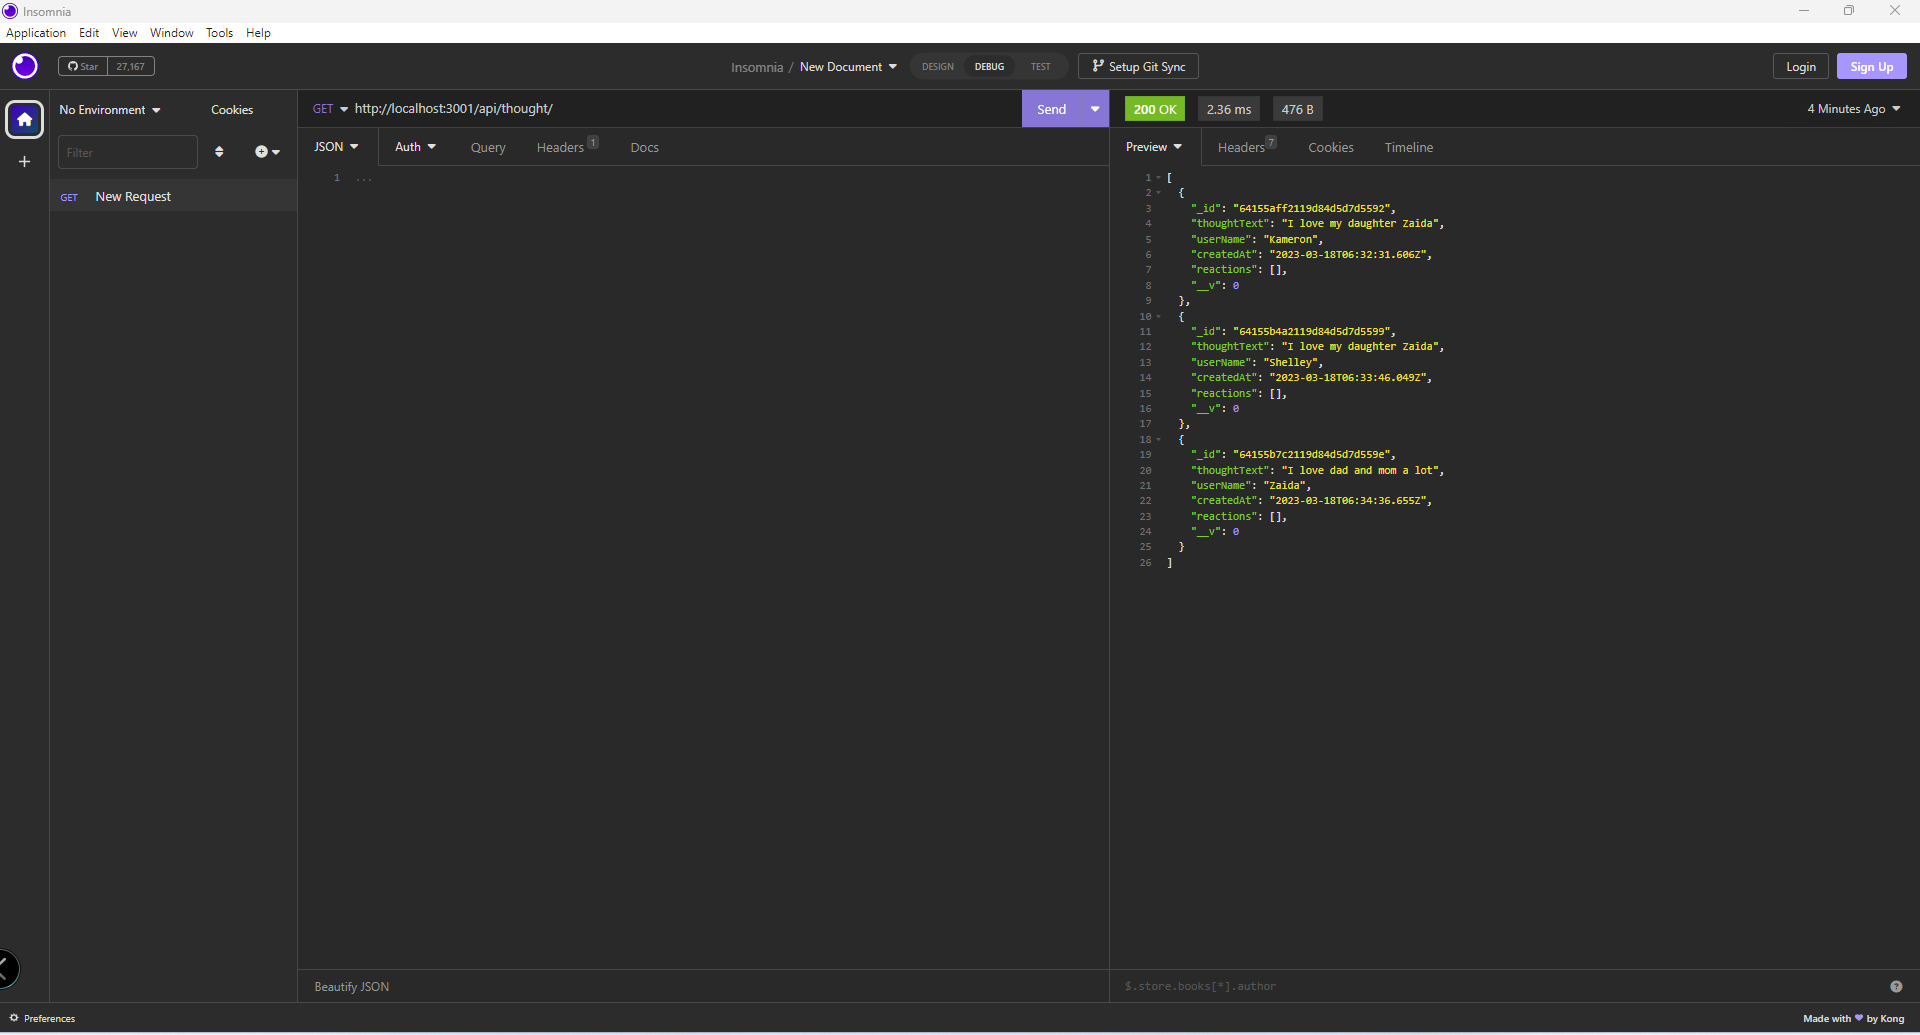 Insomnia
Application Edit View Window Tools Help
Star 27,167
Insomnia / New Document DESIGN DEBUG TEST Setup Git Sync
Login Sign Up
No Environment Cookies
GET http://localhost:3001/api/thought/ Send
200 OK 2.36 ms 476 B 4 Minutes Ago
Filter
JSON Auth Query Headers 1 Docs
Preview Headers 7 Cookies Timeline
GET New Request
1 ...
1 [
2 {
3 "_id": "64155aff2119d84d5d7d5592",
4 "thoughtText": "I love my daughter Zaida",
5 "userName": "Kameron",
6 "createdAt": "2023-03-18T06:32:31.606Z",
7 "reactions": [],
8 "__v": 0
9 },
10 {
11 "_id": "64155b4a2119d84d5d7d5599",
12 "thoughtText": "I love my daughter Zaida",
13 "userName": "Shelley",
14 "createdAt": "2023-03-18T06:33:46.049Z",
15 "reactions": [],
16 "__v": 0
17 },
18 {
19 "_id": "64155b7c2119d84d5d7d559e",
20 "thoughtText": "I love dad and mom a lot",
21 "userName": "Zaida",
22 "createdAt": "2023-03-18T06:34:36.655Z",
23 "reactions": [],
24 "__v": 0
25 }
26 ]
Beautify JSON
$.store.books[*].author
Preferences
Made with ♥ by Kong